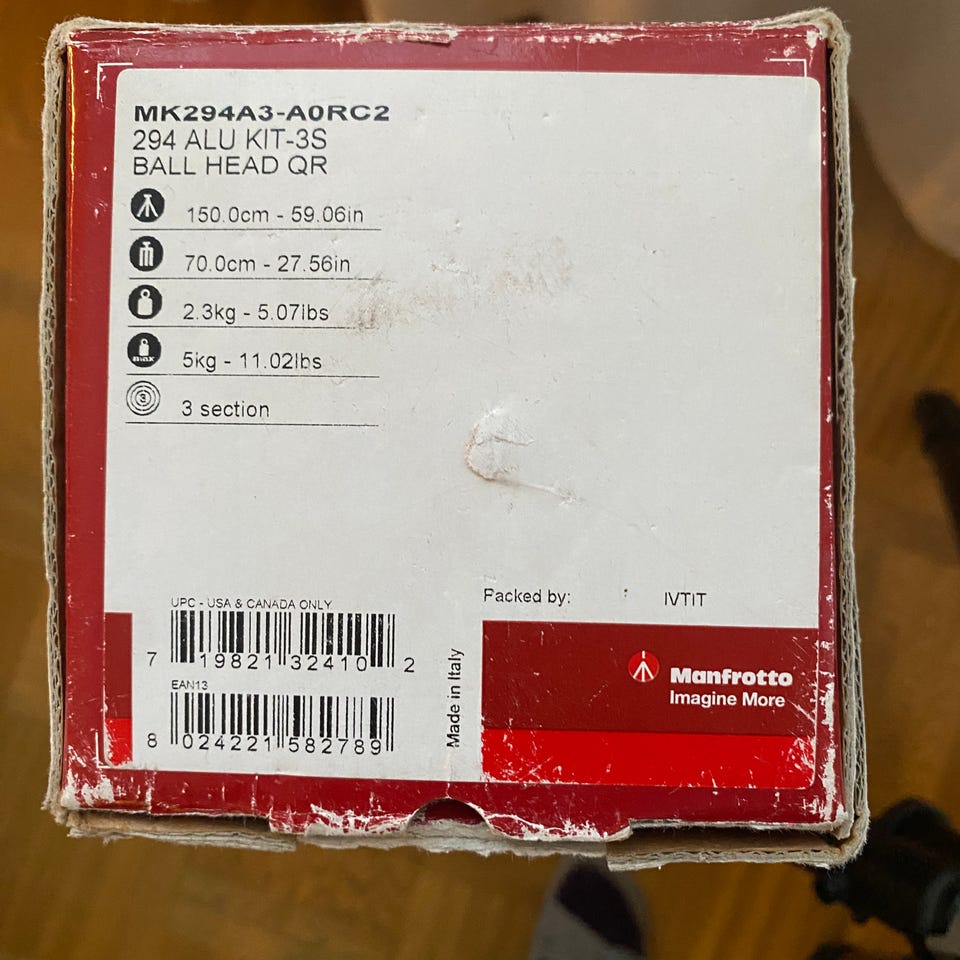 MK294A3-A0RC2
294 ALU KIT-3S
BALL HEAD QR
150.0cm - 59.06in
70.0cm - 27.56in
2.3kg - 5.07lbs
max
5kg - 11.02lbs
3
3 section
UPC - USA & CANADA ONLY
7 19821 32410 2
EAN13
8 024221 582789
Made in Italy
Packed by: IVTIT
Manfrotto
Imagine More